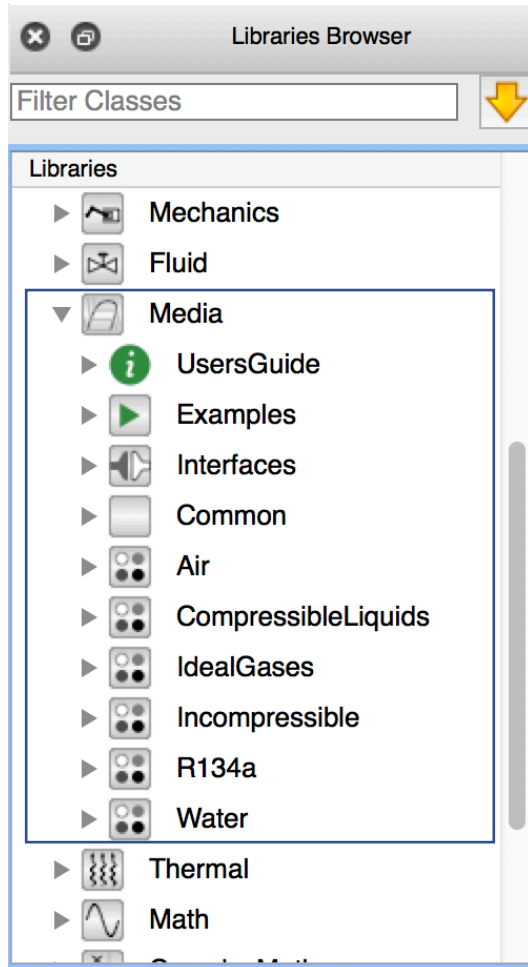 Libraries Browser
Filter Classes
Libraries
Mechanics
Fluid
Media
UsersGuide
Examples
Interfaces
Common
Air
CompressibleLiquids
IdealGases
Incompressible
R134a
Water
Thermal
Math